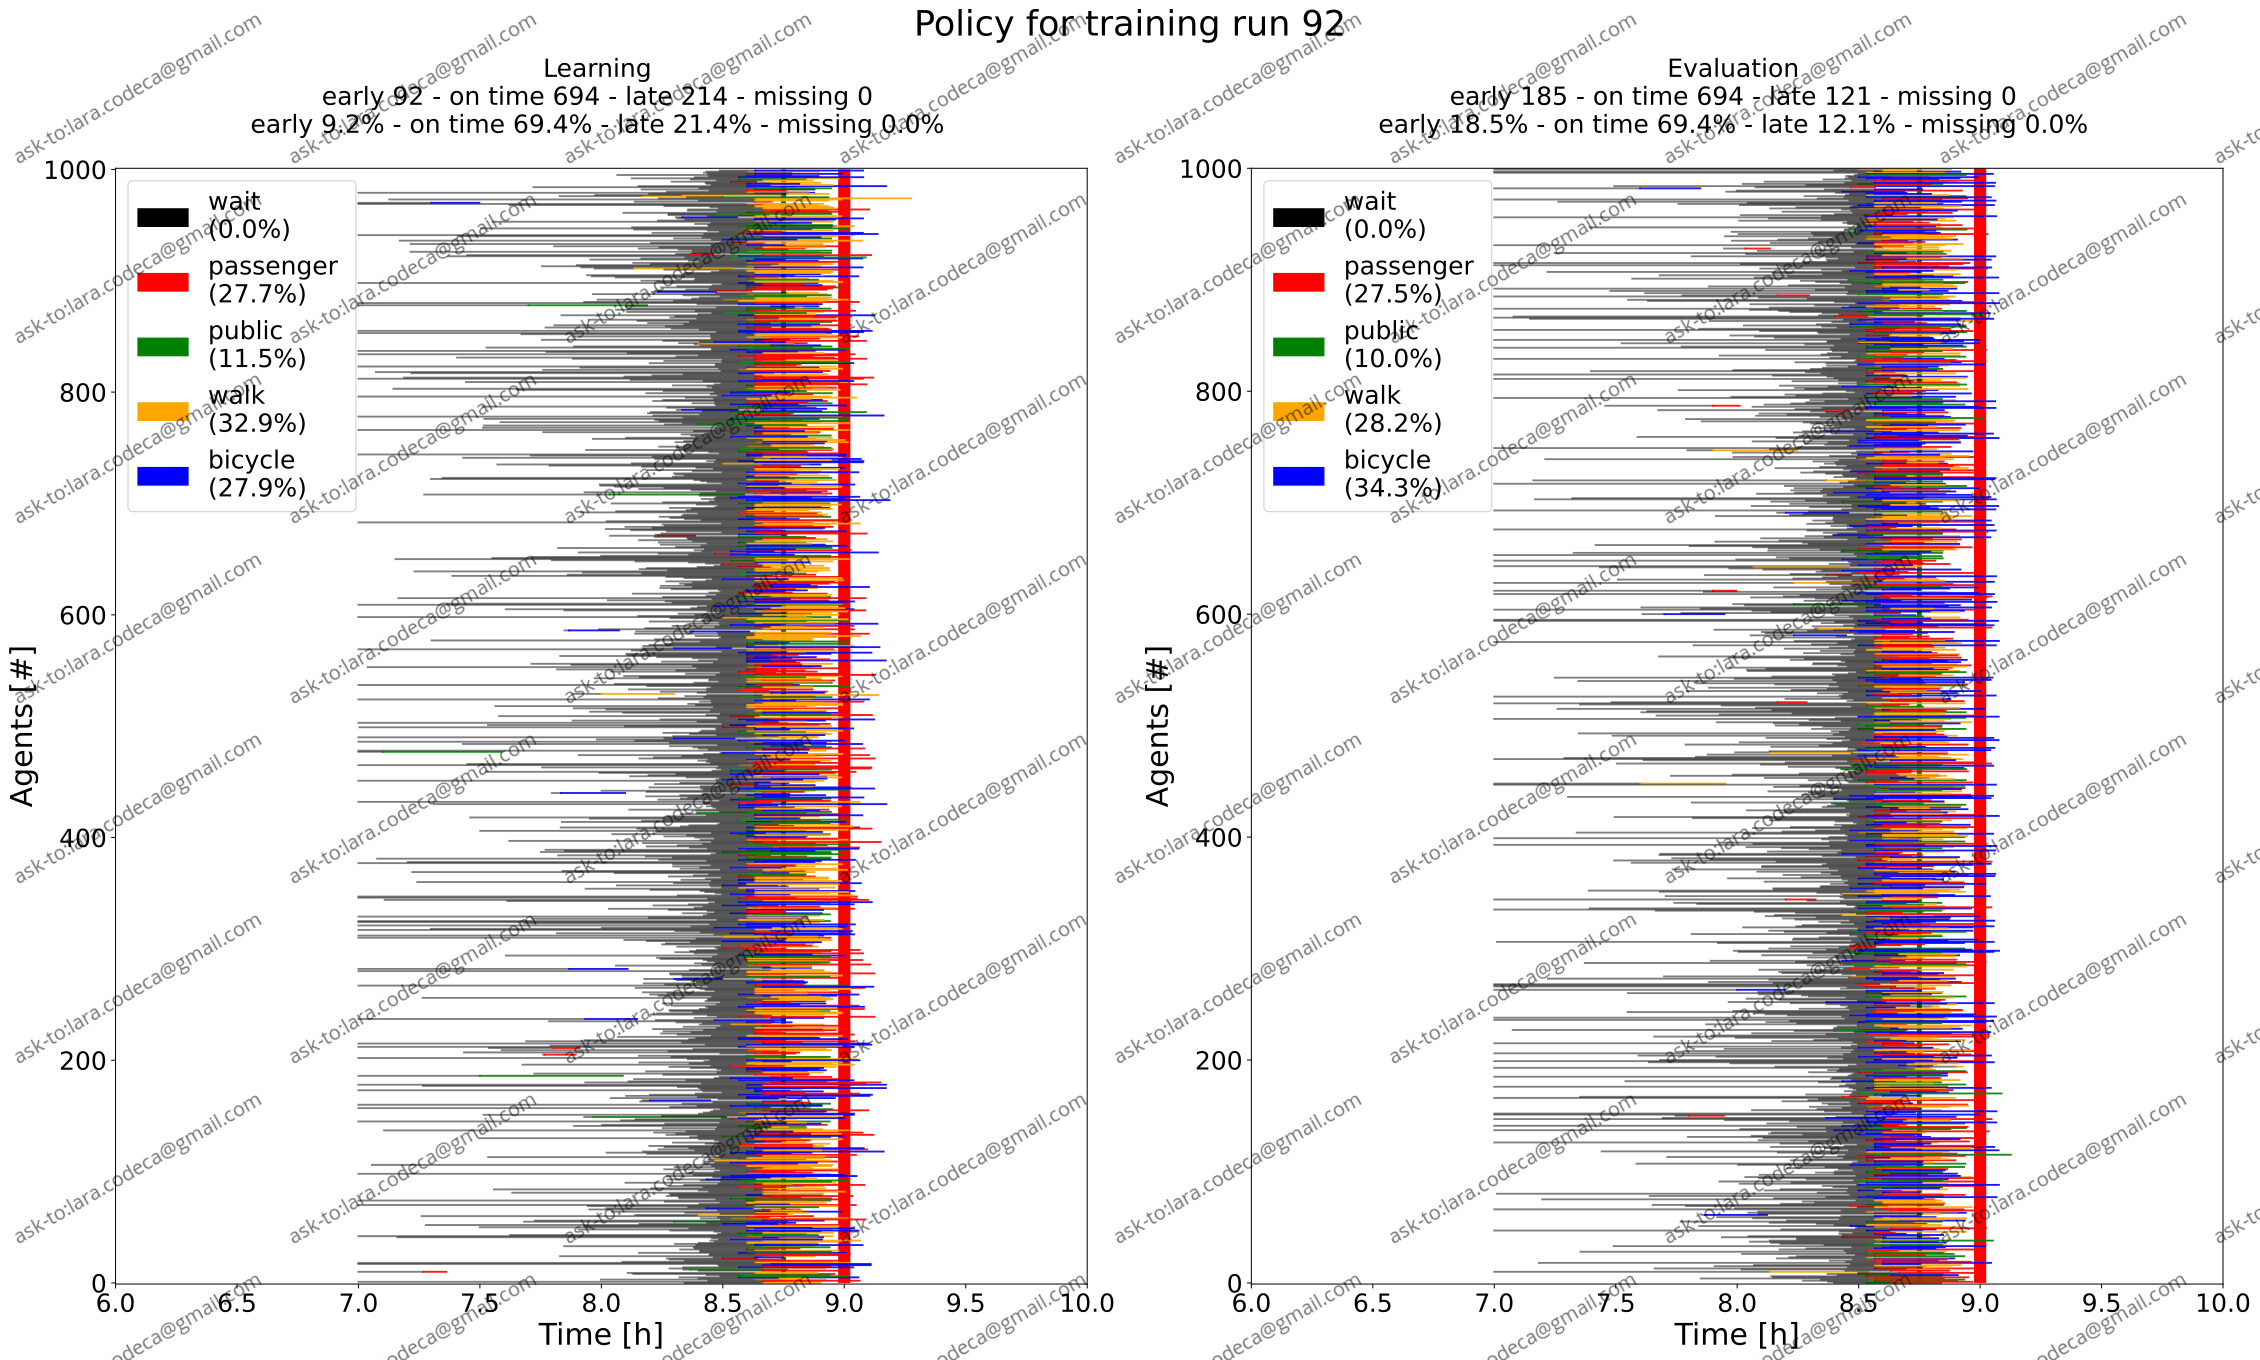 Policy for training run 92
Learning
early 92 - on time 694 - late 214 - missing 0
early 9.2% - on time 69.4% - late 21.4% - missing 0.0%
1000
800
600
400
200
0
Agents [#]
wait
(0.0%)
passenger
(27.7%)
public
(11.5%)
walk
(32.9%)
bicycle
(27.9%)
6.0 6.5 7.0 7.5 8.0 8.5 9.0 9.5 10.0
Time [h]
Evaluation
early 185 - on time 694 - late 121 - missing 0
early 18.5% - on time 69.4% - late 12.1% - missing 0.0%
1000
800
600
400
200
0
Agents [#]
wait
(0.0%)
passenger
(27.5%)
public
(10.0%)
walk
(28.2%)
bicycle
(34.3%)
6.0 6.5 7.0 7.5 8.0 8.5 9.0 9.5 10.0
Time [h]
ask-to:lara.codeca@gmail.com